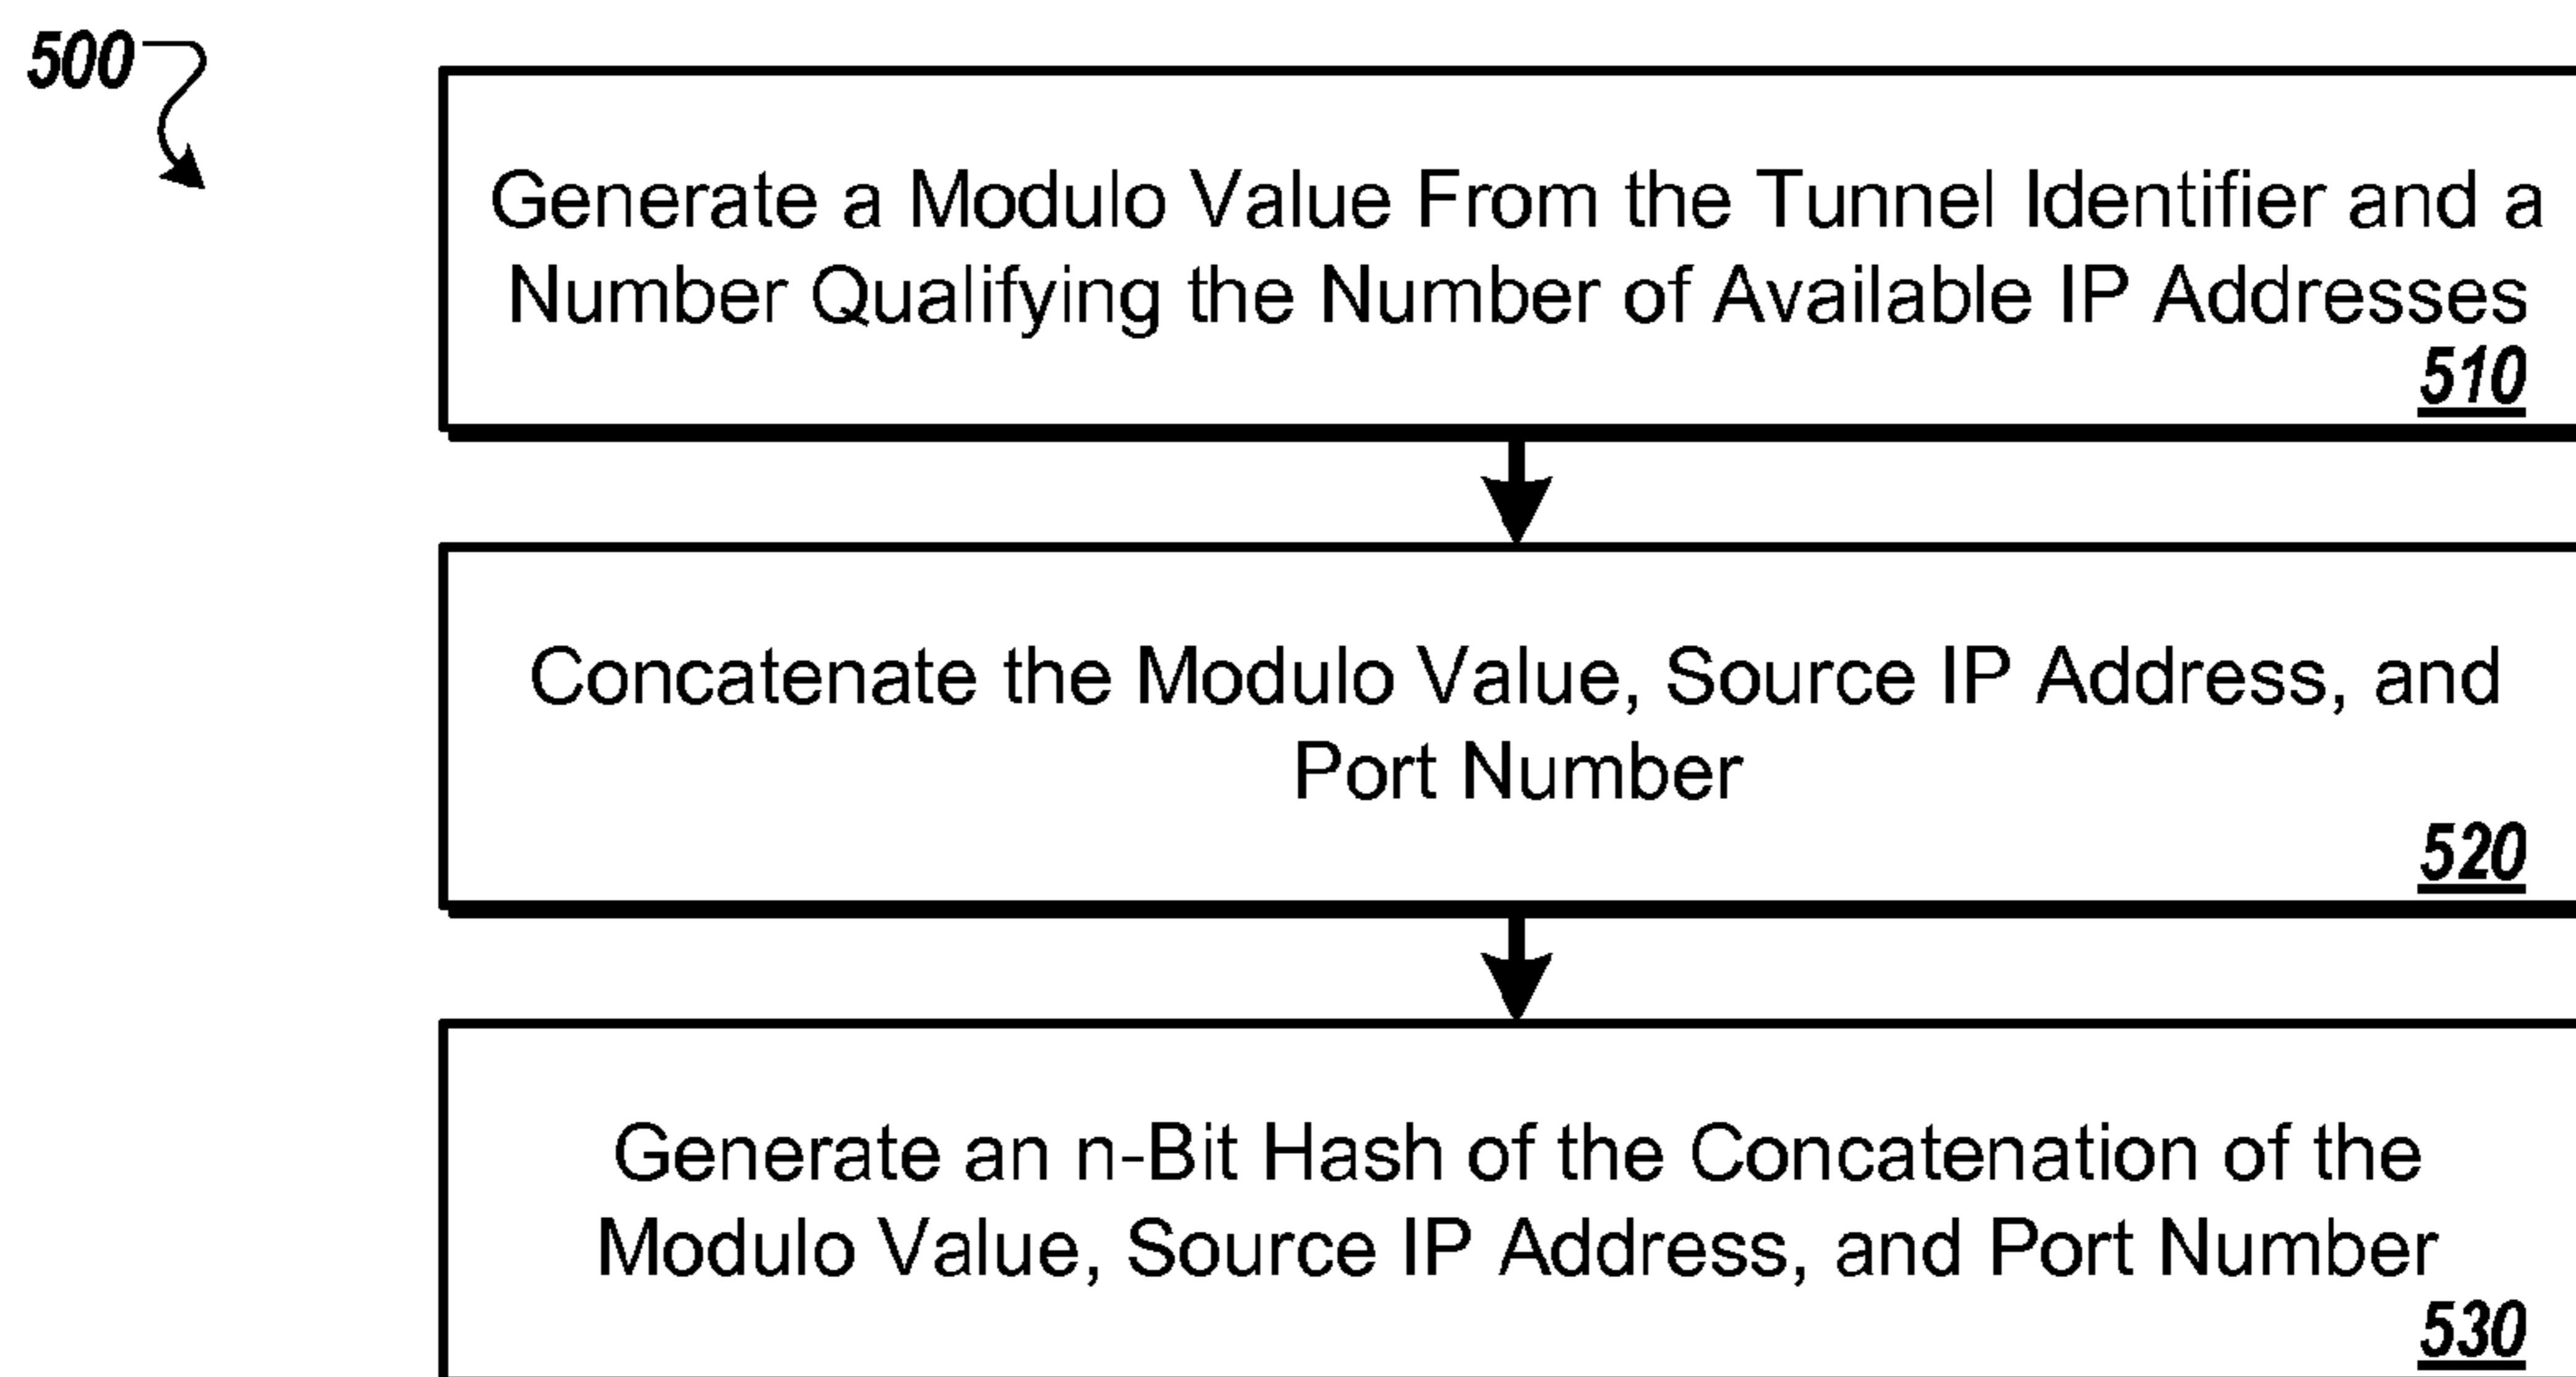 500
Generate a Modulo Value From the Tunnel Identifier and a
Number Qualifying the Number of Available IP Addresses
510
Concatenate the Modulo Value, Source IP Address, and
Port Number
520
Generate an n-Bit Hash of the Concatenation of the
Modulo Value, Source IP Address, and Port Number
530